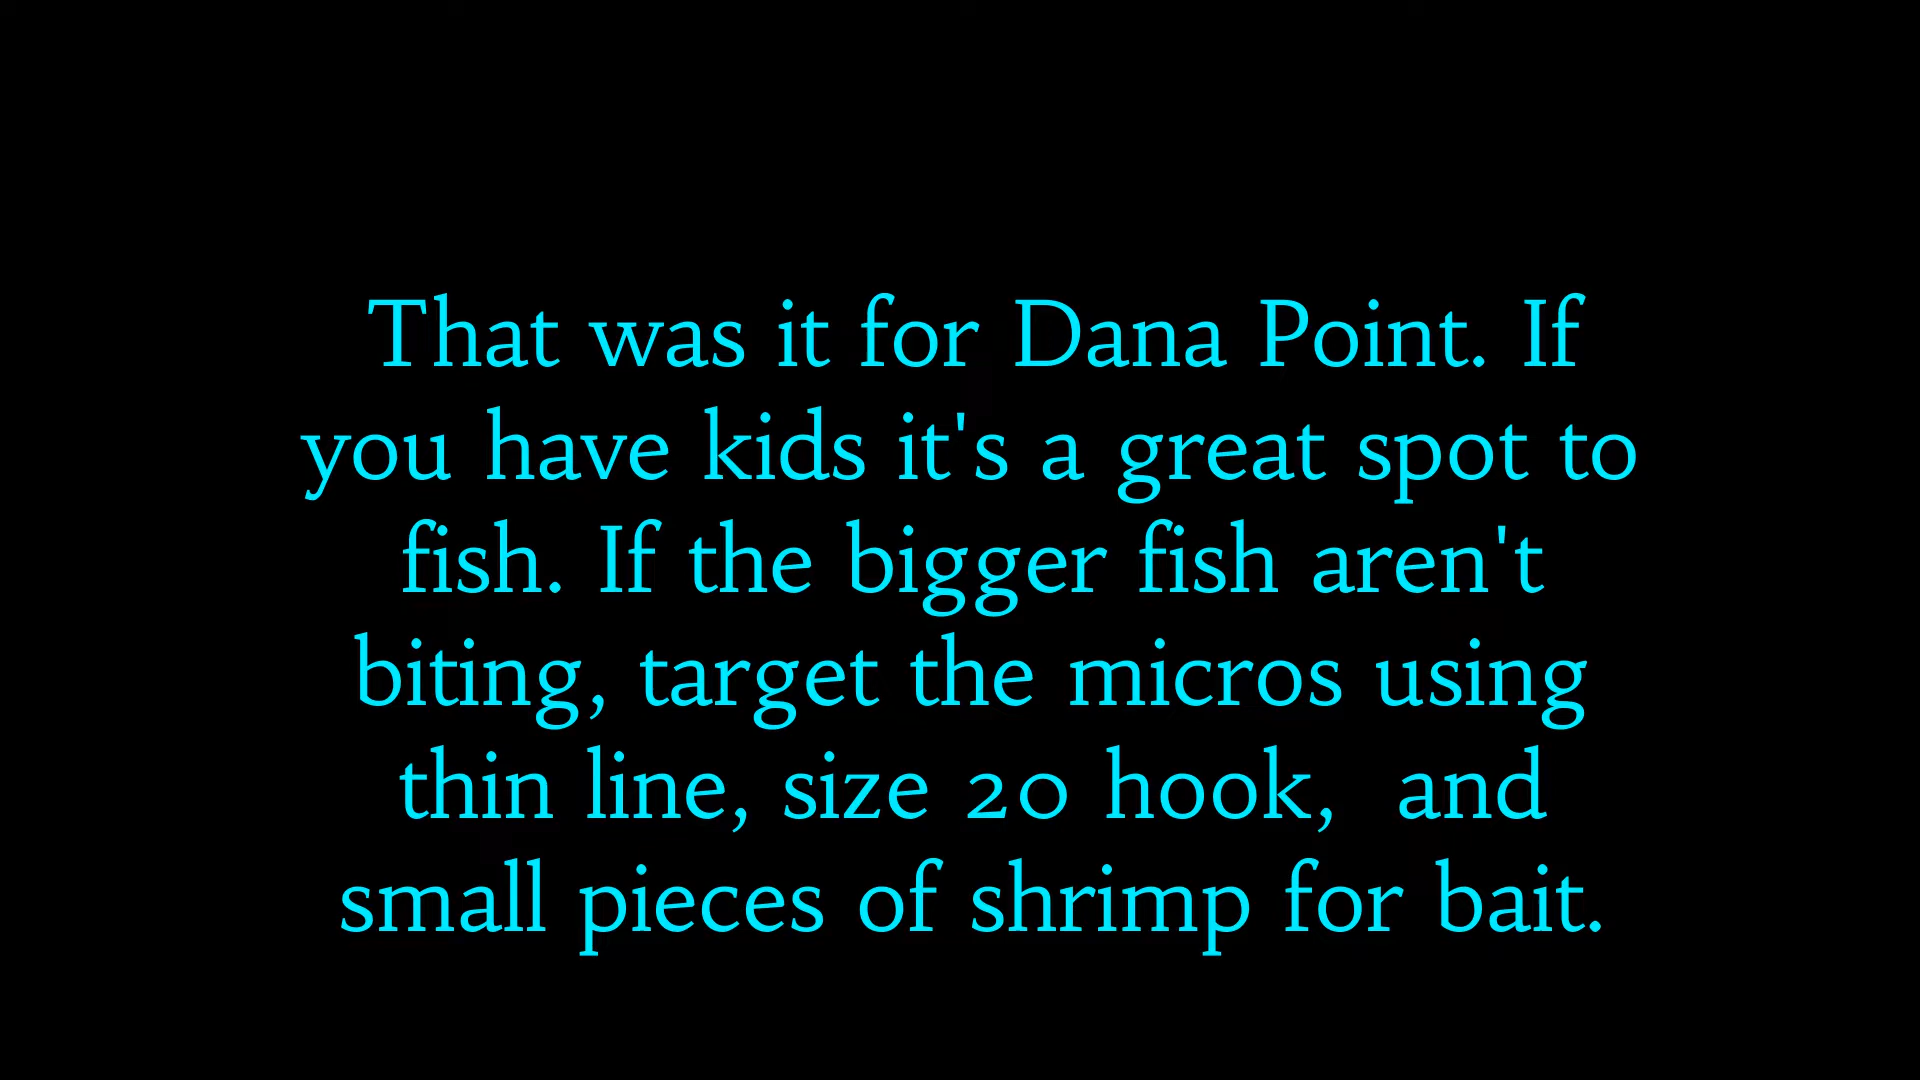 That was it for Dana Point. If
you have kids it's a great spot to
fish. If the bigger fish aren't
biting, target the micros using
thin line, size 20 hook,  and
small pieces of shrimp for bait.